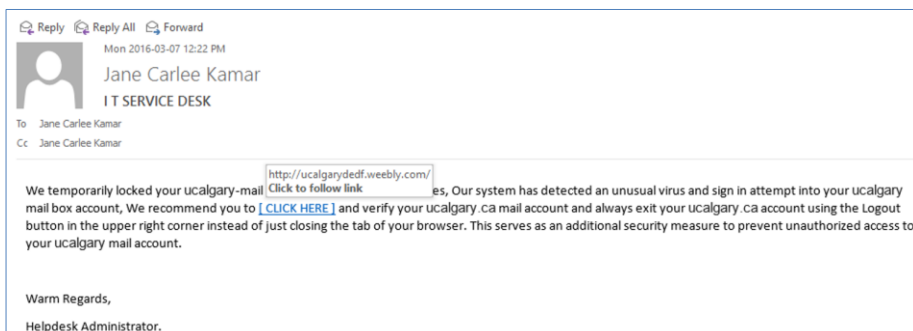 Reply Reply All Forward
Mon 2016-03-07 12:22 PM
Jane Carlee Kamar
I T SERVICE DESK
To Jane Carlee Kamar
Cc Jane Carlee Kamar
http://ucalgarydedf.weebly.com/
Click to follow link
We temporarily locked your ucalgary-mail es, Our system has detected an unusual virus and sign in attempt into your ucalgary
mail box account, We recommend you to [ CLICK HERE ] and verify your ucalgary.ca mail account and always exit your ucalgary.ca account using the Logout
button in the upper right corner instead of just closing the tab of your browser. This serves as an additional security measure to prevent unauthorized access to
your ucalgary mail account.
Warm Regards,
Helpdesk Administrator.